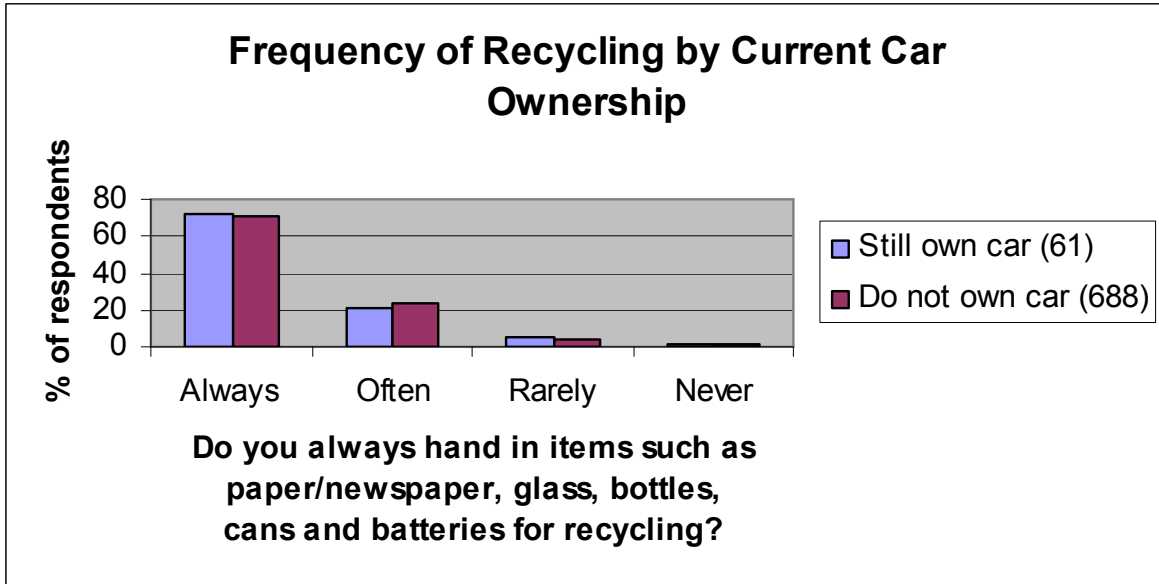 Frequency of Recycling by Current Car
Ownership
% of respondents
80
60
40
20
0
Always Often Rarely Never
Do you always hand in items such as
paper/newspaper, glass, bottles,
cans and batteries for recycling?
Still own car (61)
Do not own car (688)